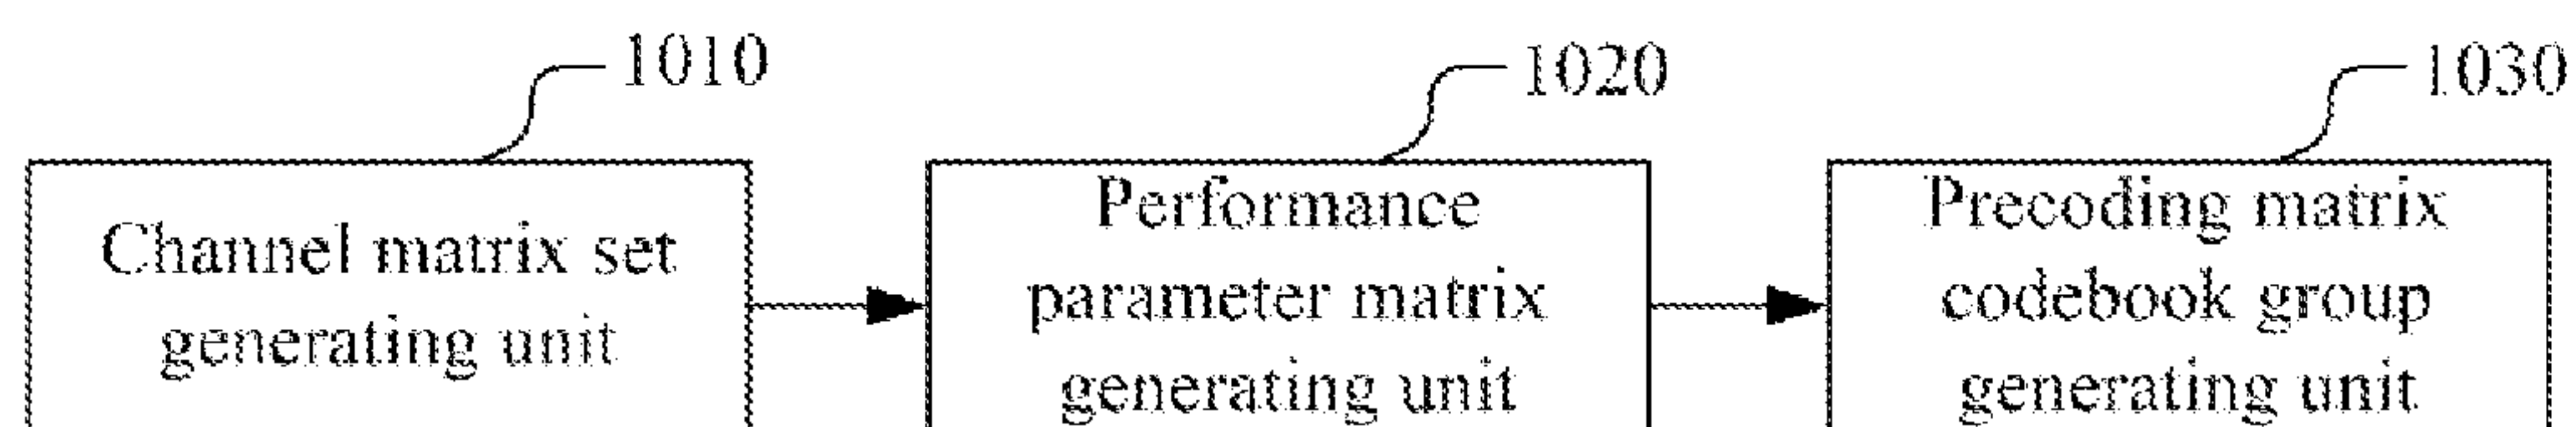 1010
1020
1030
Channel matrix set
generating unit
Performance
parameter matrix
generating unit
Precoding matrix
codebook group
generating unit